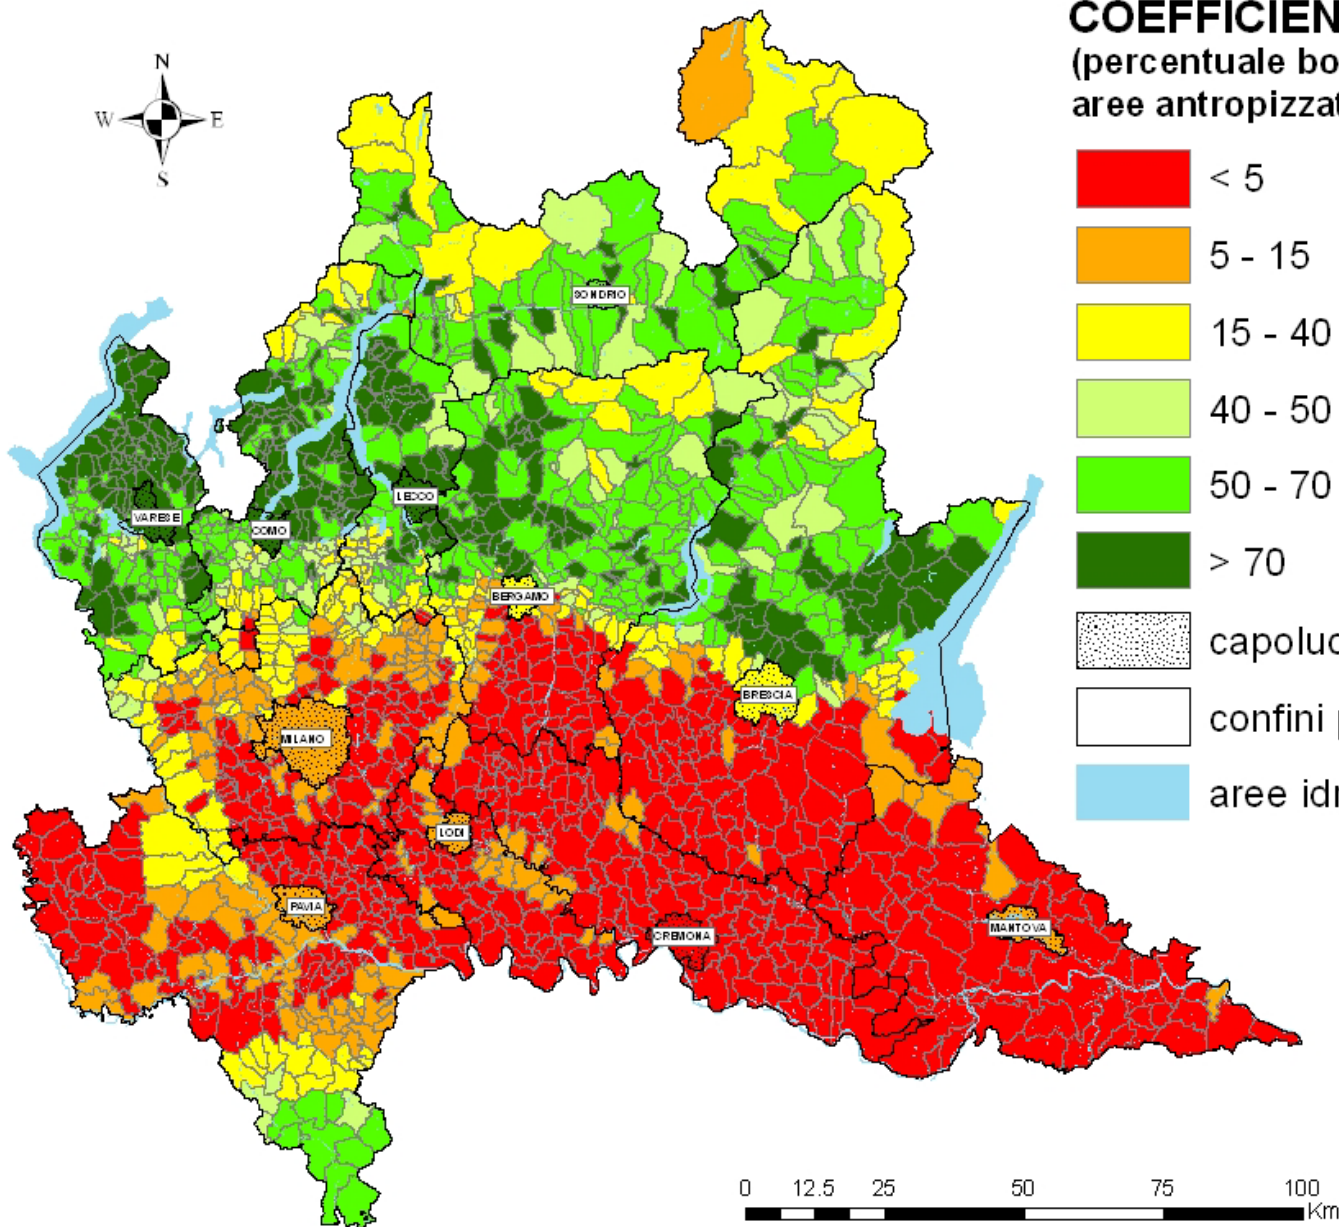 COEFFICIEN
(percentuale bo
aree antropizzat
N
W E
S
< 5
5 - 15
15 - 40
40 - 50
50 - 70
> 70
capoluc
confini p
aree idr
SONDRIO
LECCO
VARESE
COMO
BERGAMO
BRESCIA
MILANO
LODI
PAVIA
CREMONA
MANTOVA
0 12.5 25 50 75 100
Km